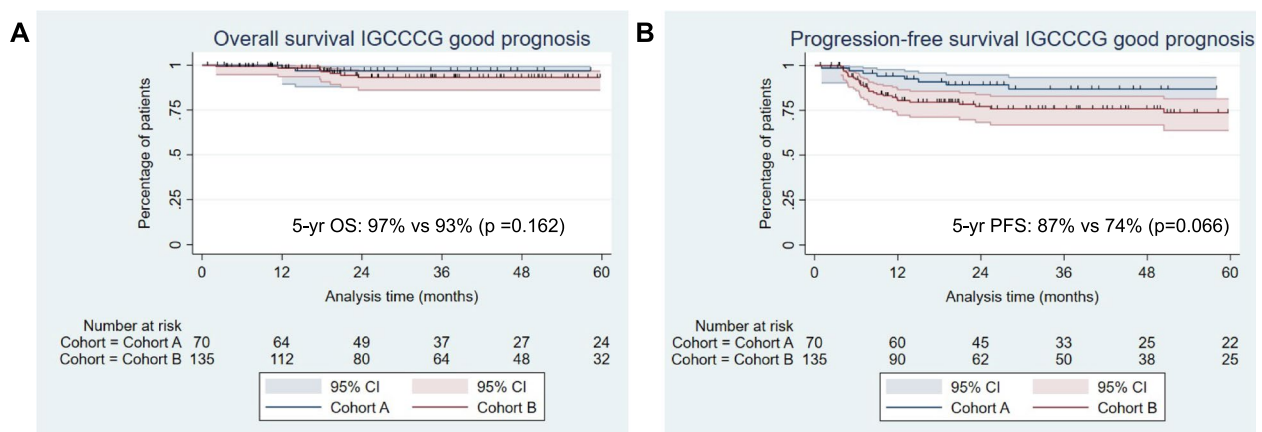 A
Overall survival IGCCCG good prognosis
Percentage of patients
1
.75
.5
.25
0
5-yr OS: 97% vs 93% (p =0.162)
0 12 24 36 48 60
Analysis time (months)
Number at risk
Cohort = Cohort A 70 64 49 37 27 24
Cohort = Cohort B 135 112 80 64 48 32
95% CI 95% CI
Cohort A Cohort B
B
Progression-free survival IGCCCG good prognosis
Percentage of patients
1
.75
.5
.25
0
5-yr PFS: 87% vs 74% (p=0.066)
0 12 24 36 48 60
Analysis time (months)
Number at risk
Cohort = Cohort A 70 60 45 33 25 22
Cohort = Cohort B 135 90 62 50 38 25
95% CI 95% CI
Cohort A Cohort B